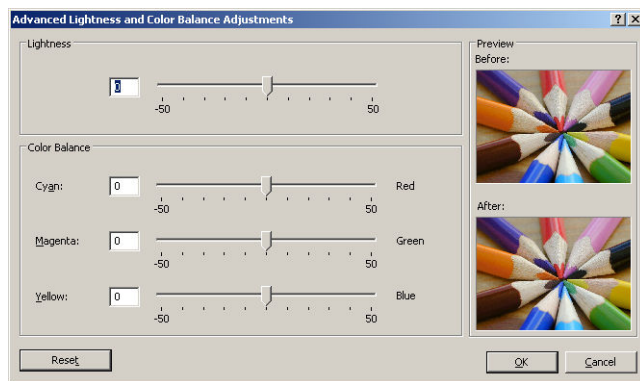 Advanced Lightness and Color Balance Adjustments
Lightness
0
-50 50
Color Balance
Cyan: 0 Red
-50 50
Magenta: 0 Green
-50 50
Yellow: 0 Blue
-50 50
Preview
Before:
After:
Reset OK Cancel